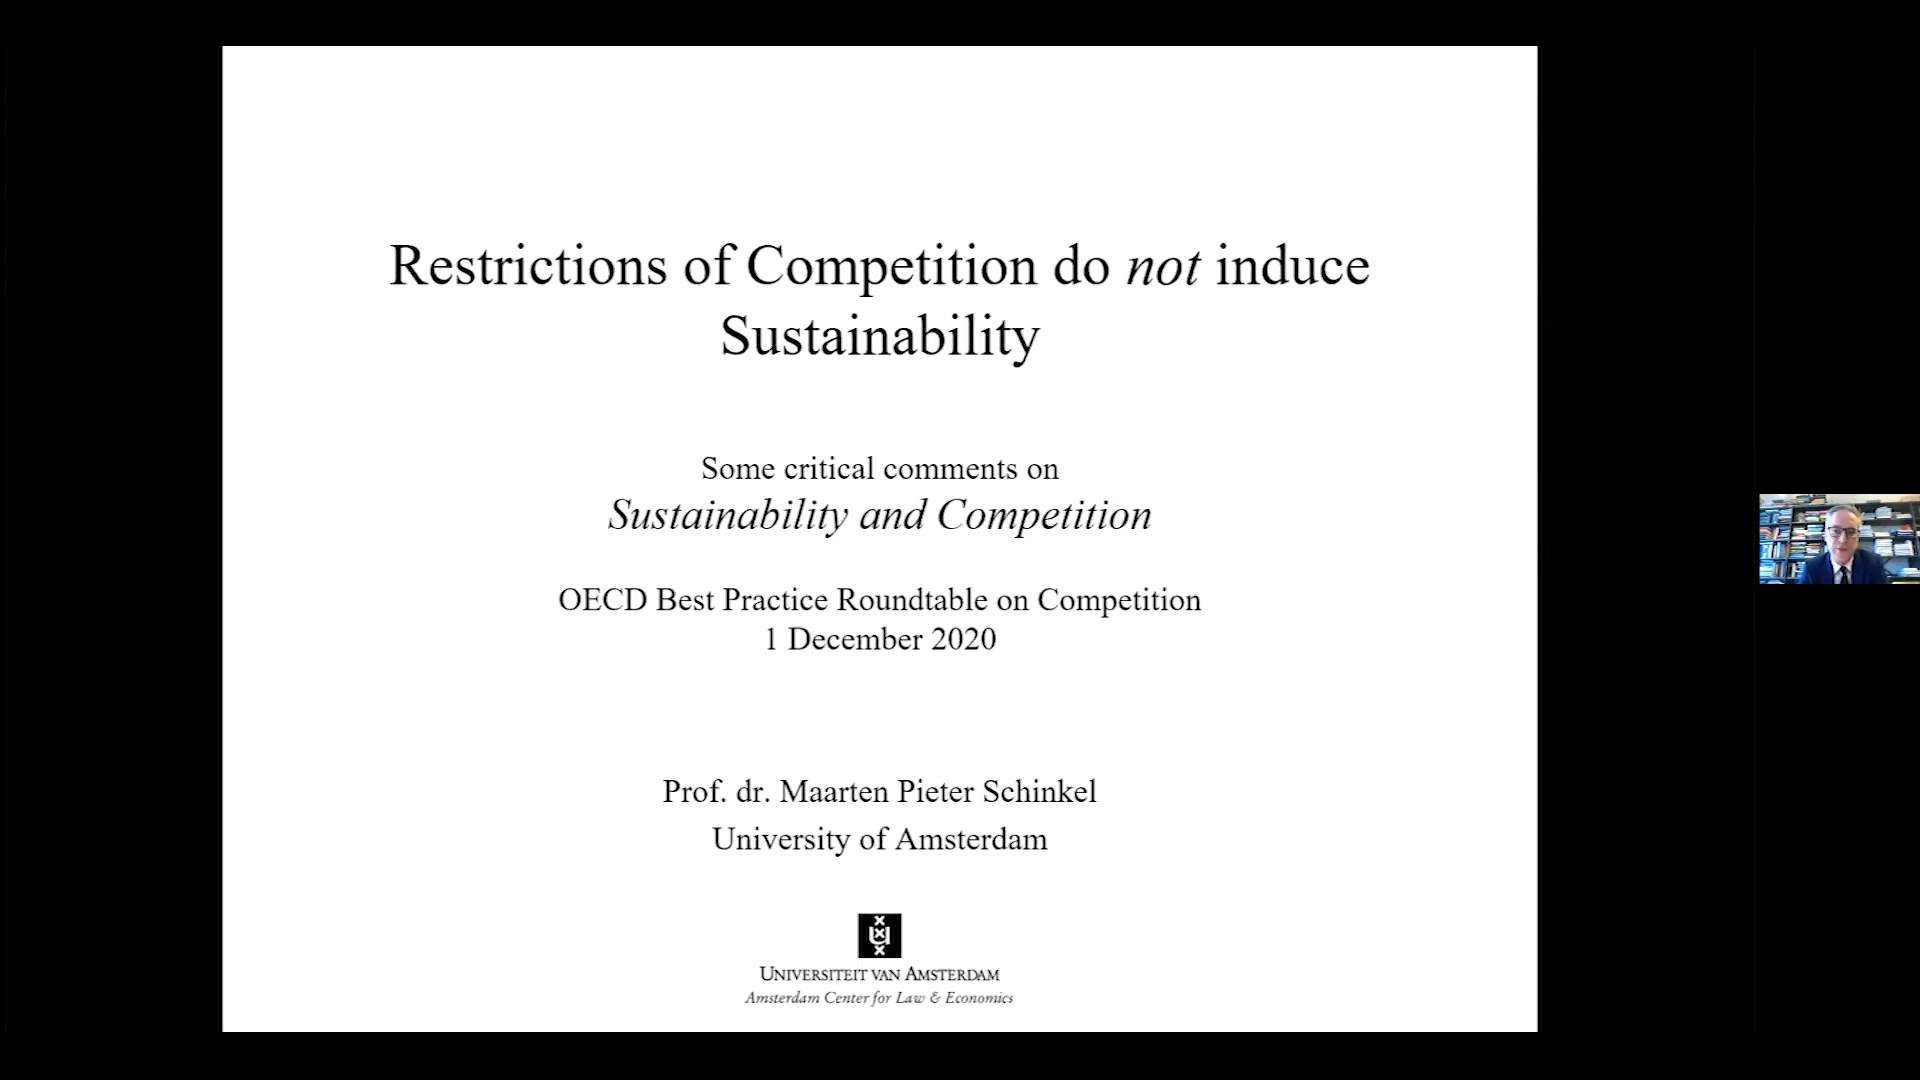 Restrictions of Competition do not induce
Sustainability
Some critical comments on
Sustainability and Competition
OECD Best Practice Roundtable on Competition
1 December 2020
Prof. dr. Maarten Pieter Schinkel
University of Amsterdam
UNIVERSITEIT VAN AMSTERDAM
Amsterdam Center for Law & Economics